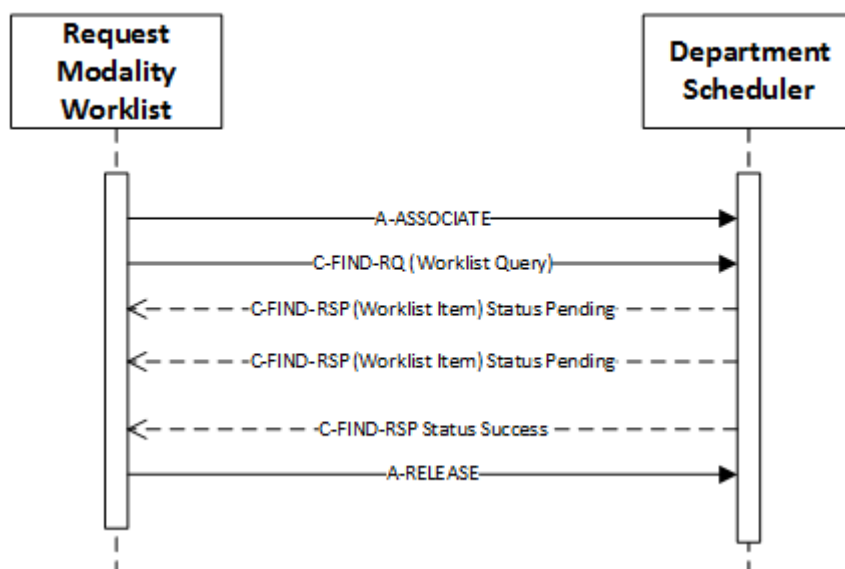 Request
Modality
Worklist
Department
Scheduler
A-ASSOCIATE
C-FIND-RQ (Worklist Query)
C-FIND-RSP (Worklist Item) Status Pending
C-FIND-RSP (Worklist Item) Status Pending
C-FIND-RSP Status Success
A-RELEASE